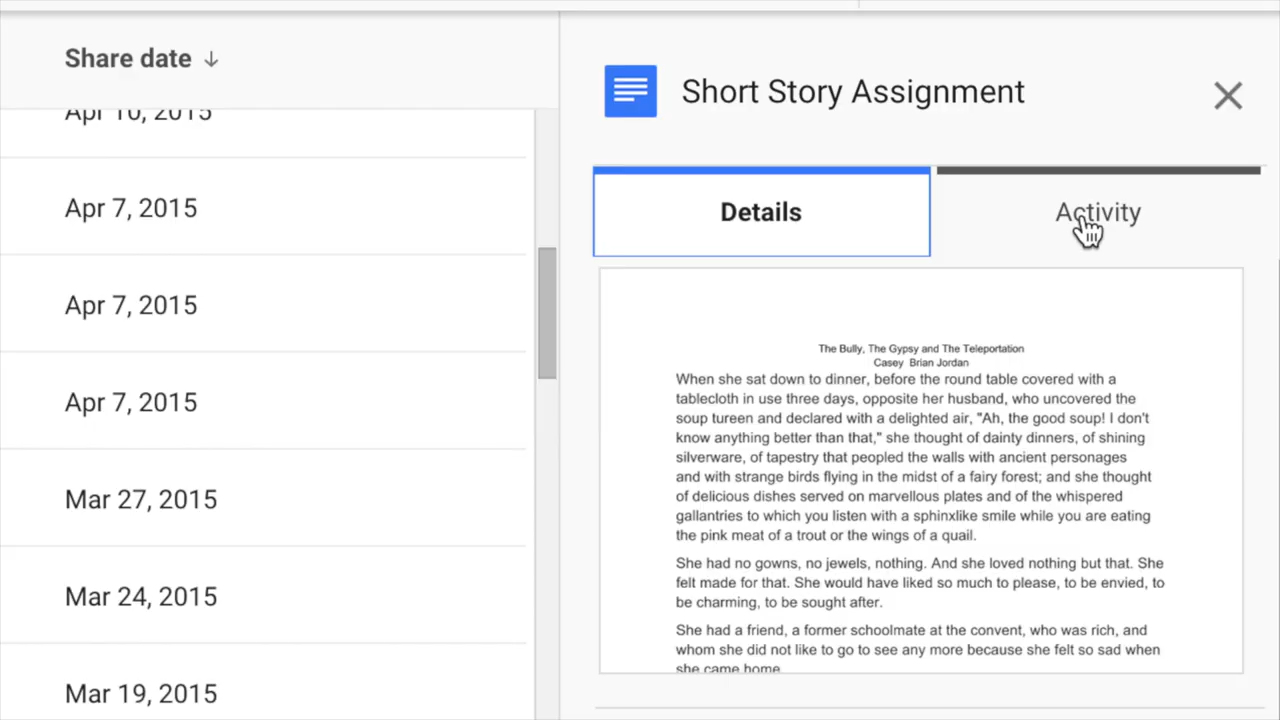 Share date
Apr 10, 2015
Apr 7, 2015
Apr 7, 2015
Apr 7, 2015
Mar 27, 2015
Mar 24, 2015
Mar 19, 2015
Short Story Assignment
Details
Activity
The Bully, The Gypsy and The Teleportation
Casey Brian Jordan
When she sat down to dinner, before the round table covered with a
tablecloth in use three days, opposite her husband, who uncovered the
soup tureen and declared with a delighted air, "Ah, the good soup! I don't
know anything better than that," she thought of dainty dinners, of shining
silverware, of tapestry that peopled the walls with ancient personages
and with strange birds flying in the midst of a fairy forest; and she thought
of delicious dishes served on marvellous plates and of the whispered
gallantries to which you listen with a sphinxlike smile while you are eating
the pink meat of a trout or the wings of a quail.
She had no gowns, no jewels, nothing. And she loved nothing but that. She
felt made for that. She would have liked so much to please, to be envied, to
be charming, to be sought after.
She had a friend, a former schoolmate at the convent, who was rich, and
whom she did not like to go to see any more because she felt so sad when
she came home